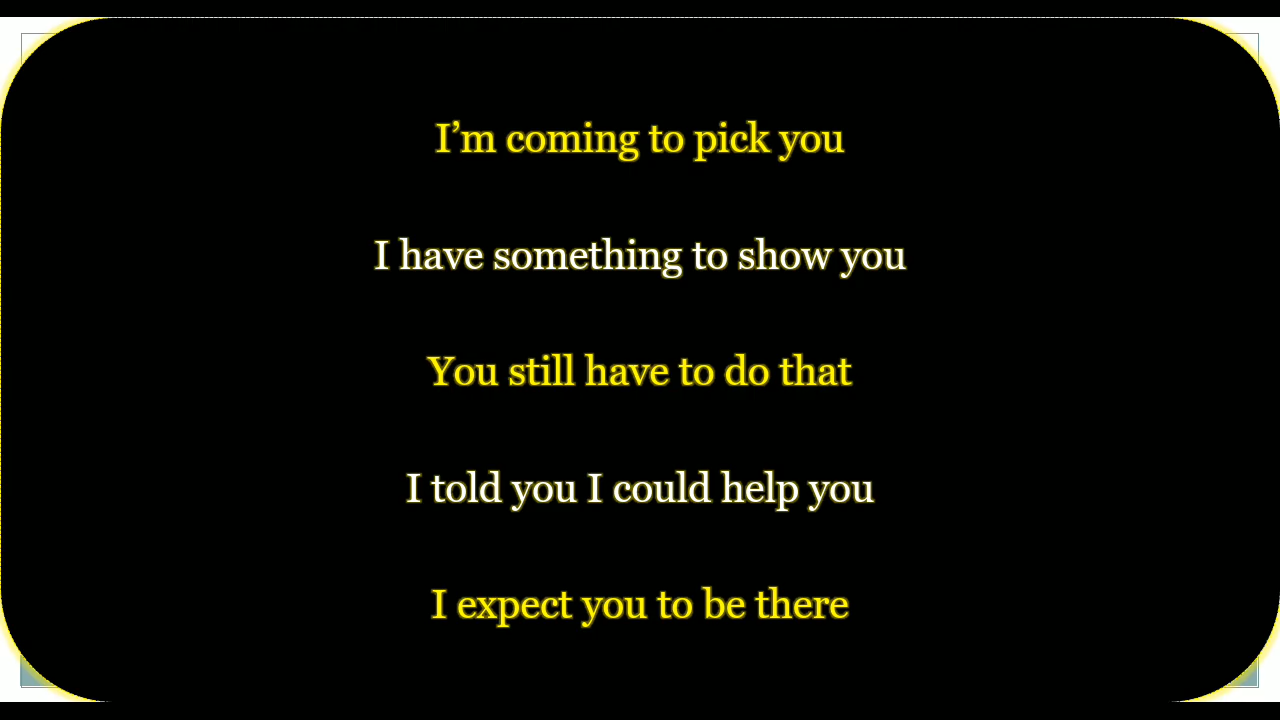 I’m coming to pick you
I have something to show you
You still have to do that
I told you I could help you
I expect you to be there